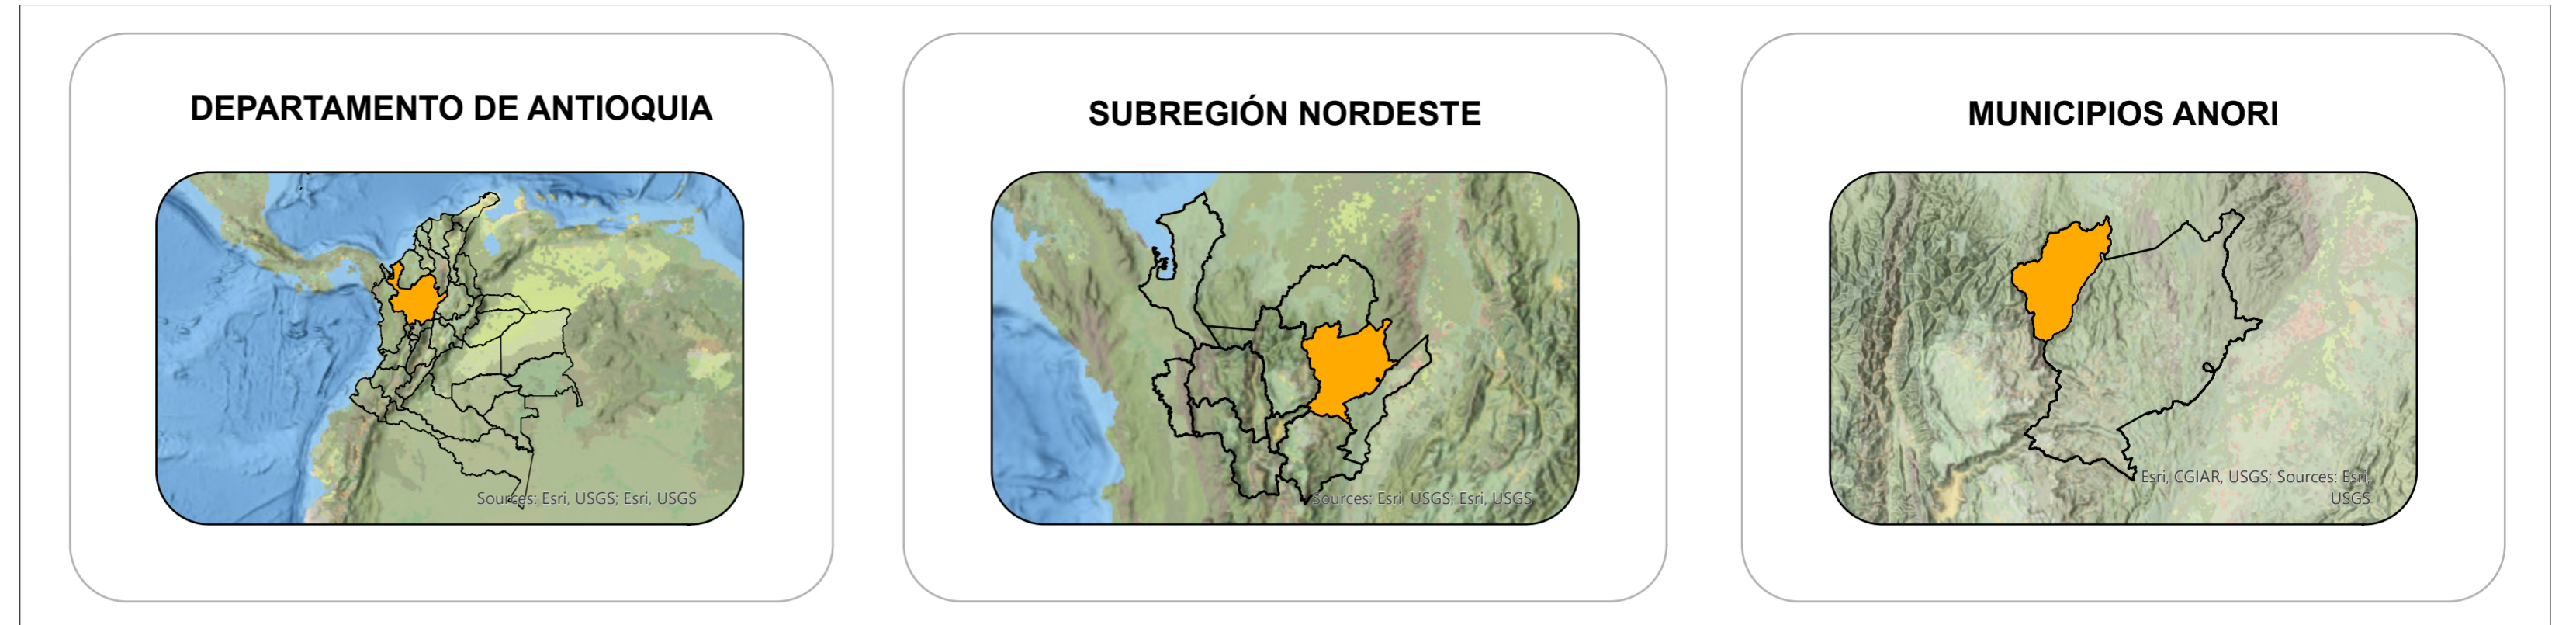 DEPARTAMENTO DE ANTIOQUIA
Sources: Esri, USGS; Esri, USGS
SUBREGIÓN NORDESTE
Sources: Esri, USGS; Esri, USGS
MUNICIPIOS ANORI
Esri, CGIAR, USGS; Sources: Esri,
USGS